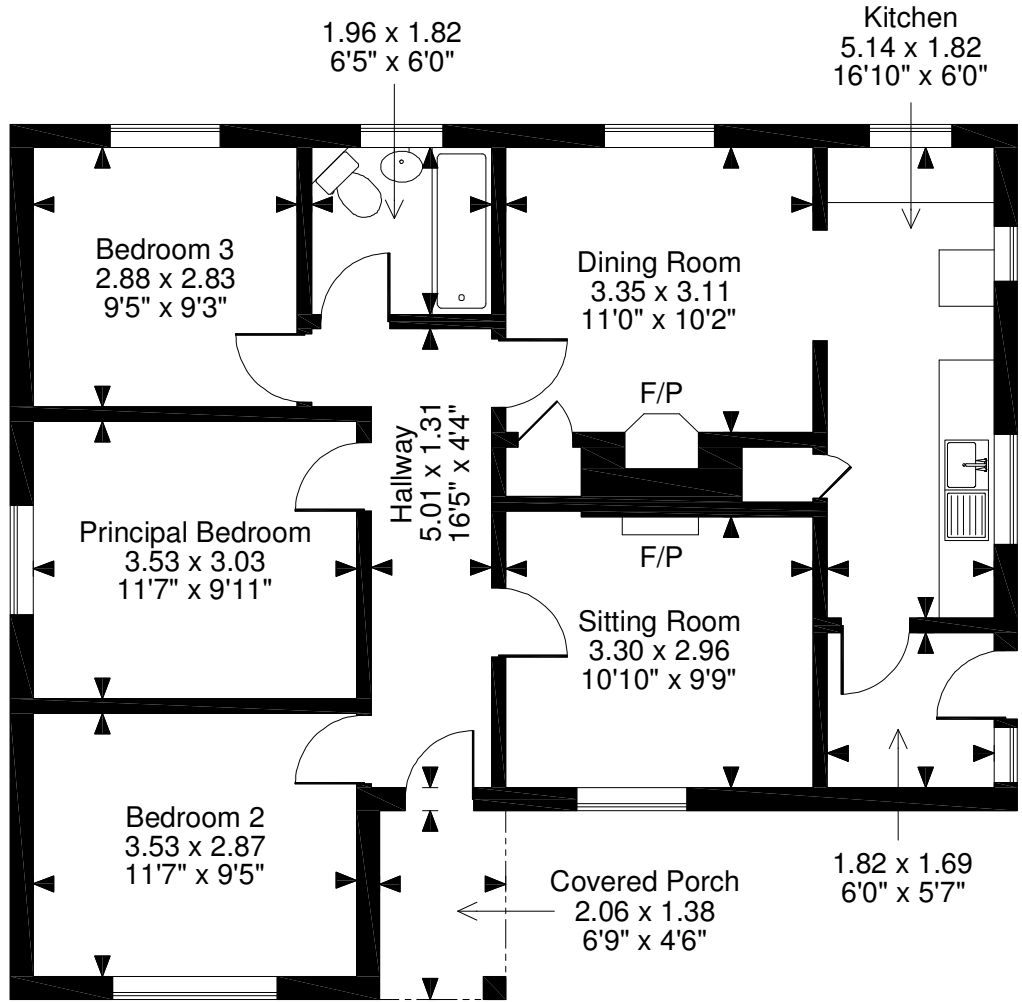 1.96 x 1.82
6'5" x 6'0"
Kitchen
5.14 x 1.82
16'10" x 6'0"
Bedroom 3
2.88 x 2.83
9'5" x 9'3"
Dining Room
3.35 x 3.11
11'0" x 10'2"
F/P
Hallway
5.01 x 1.31
16'5" x 4'4"
Principal Bedroom
3.53 x 3.03
11'7" x 9'11"
F/P
Sitting Room
3.30 x 2.96
10'10" x 9'9"
Bedroom 2
3.53 x 2.87
11'7" x 9'5"
Covered Porch
2.06 x 1.38
6'9" x 4'6"
1.82 x 1.69
6'0" x 5'7"